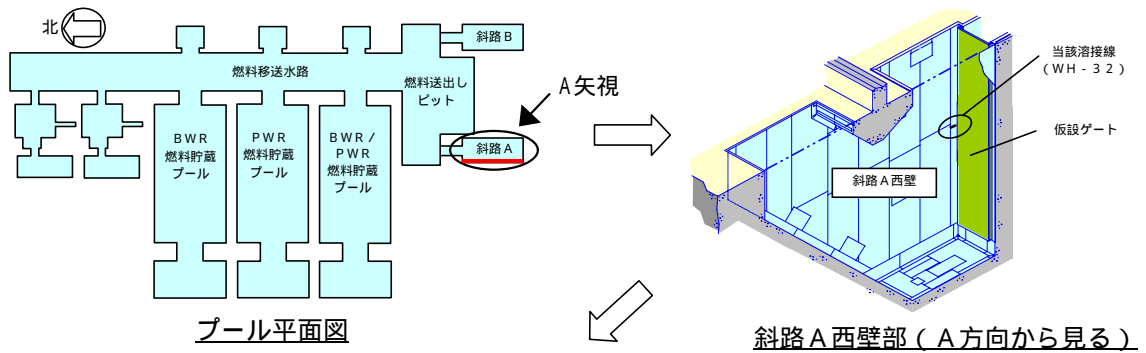 北
斜路Ｂ
燃料移送水路
燃料送出し
ピット
A矢視
斜路Ａ
ＢＷＲ
燃料貯蔵
プール
ＰＷＲ
燃料貯蔵
プール
ＢＷＲ／
ＰＷＲ
燃料貯蔵
プール
プール平面図
当該溶接線
（ＷＨ－３２）
仮設ゲート
斜路Ａ西壁
斜路Ａ西壁部（Ａ方向から見る）